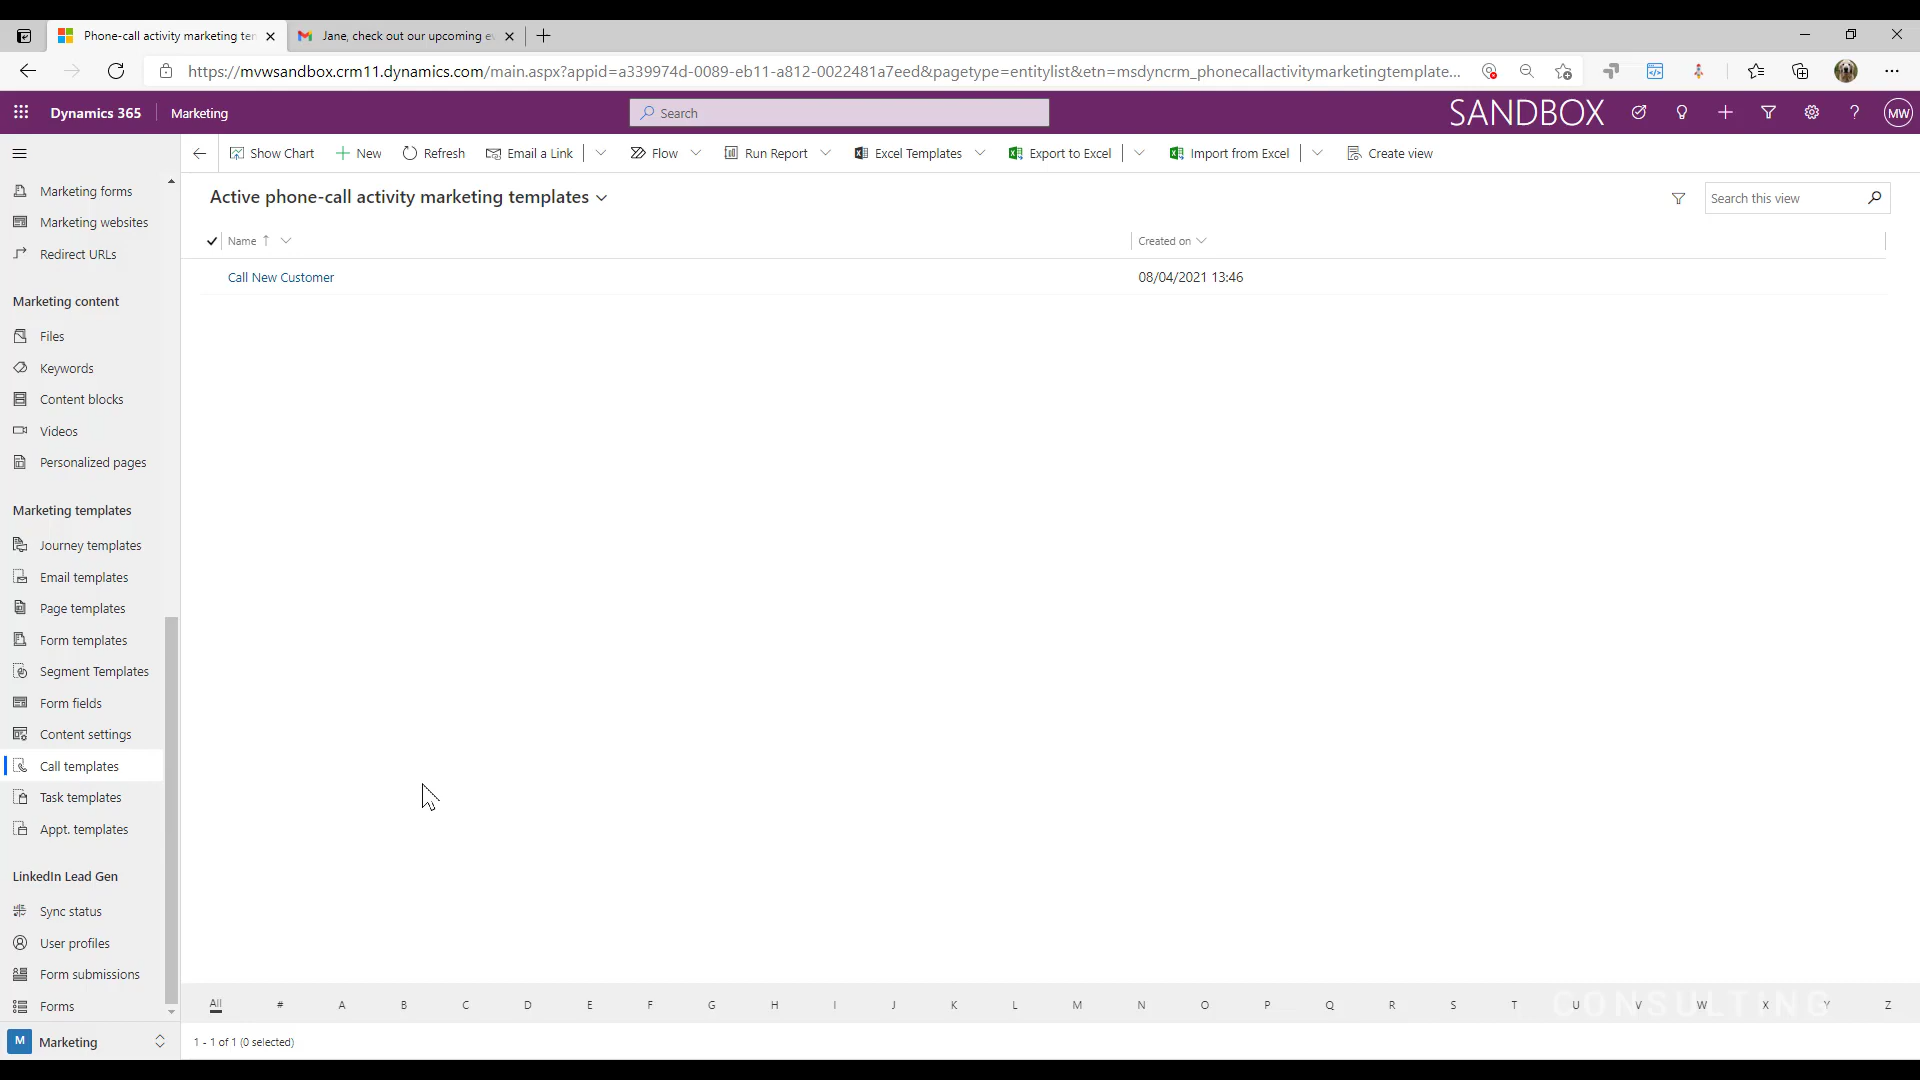 Phone-call activity marketing ten
Jane, check out our upcoming e
https://mvwsandbox.crm11.dynamics.com/main.aspx?appid=a339974d-0089-eb11-a812-0022481a7eed&pagetype=entitylist&etn=msdyncrm_phonecallactivitymarketingtemplate...
Dynamics 365
Marketing
Search
SANDBOX
MW
Show Chart
New
Refresh
Email a Link
Flow
Run Report
Excel Templates
Export to Excel
Import from Excel
Create view
Active phone-call activity marketing templates
Search this view
Name
Created on
Call New Customer
08/04/2021 13:46
Marketing forms
Marketing websites
Redirect URLs
Marketing content
Files
Keywords
Content blocks
Videos
Personalized pages
Marketing templates
Journey templates
Email templates
Page templates
Form templates
Segment Templates
Form fields
Content settings
Call templates
Task templates
Appt. templates
LinkedIn Lead Gen
Sync status
User profiles
Form submissions
Forms
M
Marketing
All # A B C D E F G H I J K L M N O P Q R S T U V W X Y Z
CONSULTING
1 - 1 of 1 (0 selected)